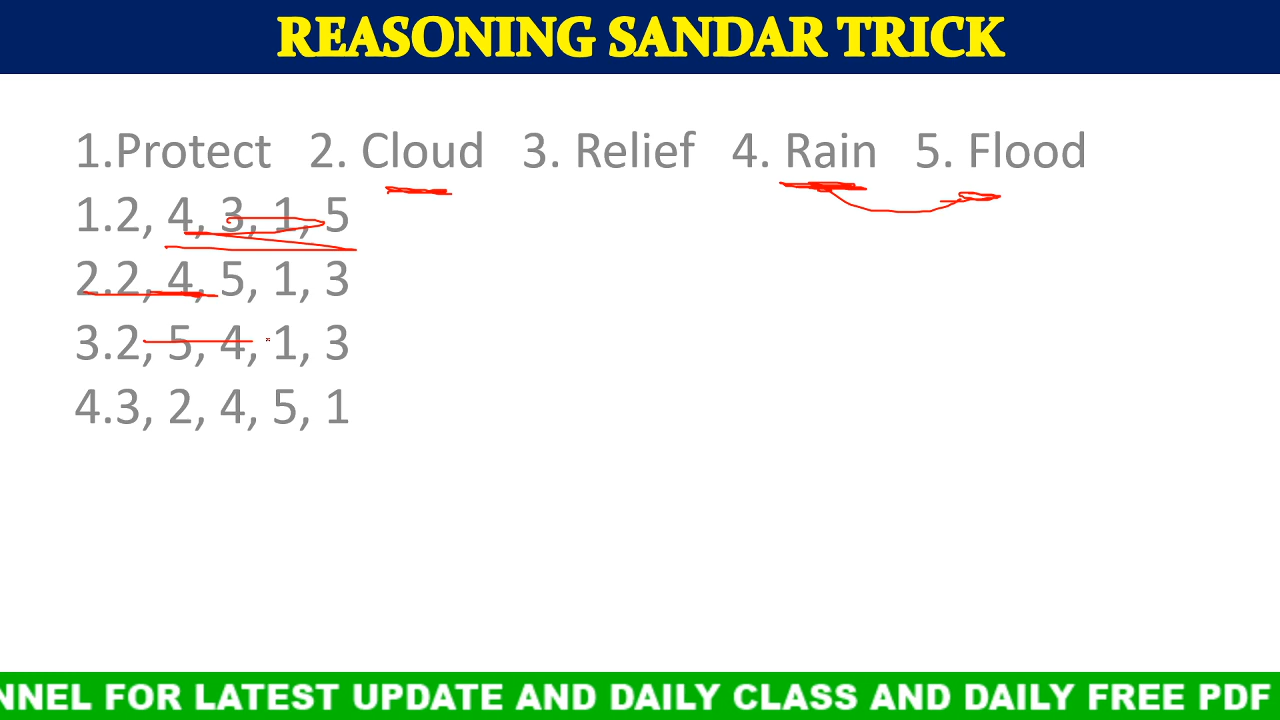 REASONING SANDAR TRICK
1.Protect 2. Cloud 3. Relief 4. Rain 5. Flood
1.2, 4, 3, 1, 5
2.2, 4, 5, 1, 3
3.2, 5, 4, 1, 3
4.3, 2, 4, 5, 1
NNEL FOR LATEST UPDATE AND DAILY CLASS AND DAILY FREE PDF